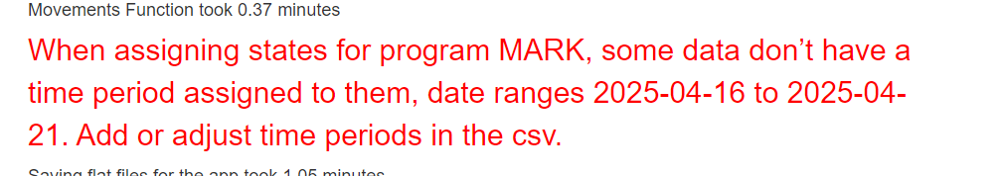 Movements Function took 0.37 minutes
When assigning states for program MARK, some data don’t have a
time period assigned to them, date ranges 2025-04-16 to 2025-04-
21. Add or adjust time periods in the csv.
Saving flat files for the app took 1.05 minutes